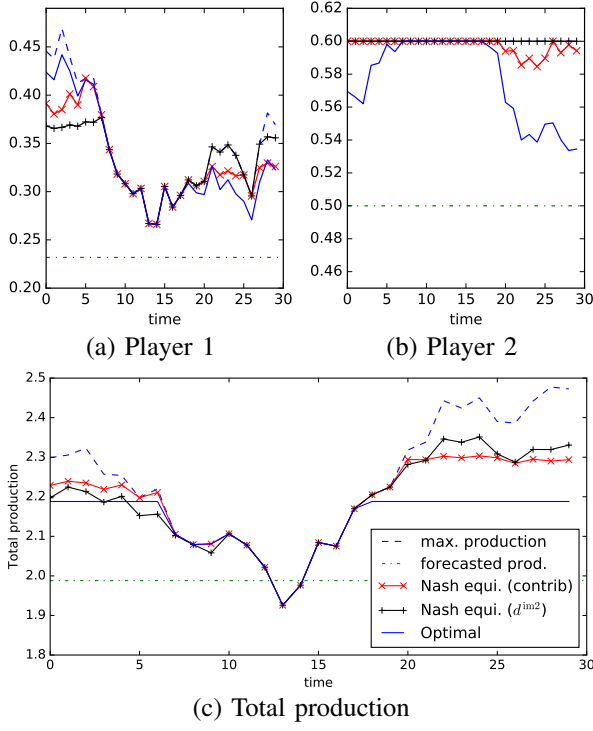 0.45
0.40
0.35
0.30
0.25
0.20
0 5 10 15 20 25 30
time
(a) Player 1
0.60
0.58
0.56
0.54
0.52
0.50
0.48
0.46
0 5 10 15 20 25 30
time
(b) Player 2
2.5
2.4
2.3
2.2
2.1
2.0
1.9
1.8
Total production
max. production
forecasted prod.
Nash equi. (contrib)
Nash equi. (d^im2)
Optimal
0 5 10 15 20 25 30
time
(c) Total production